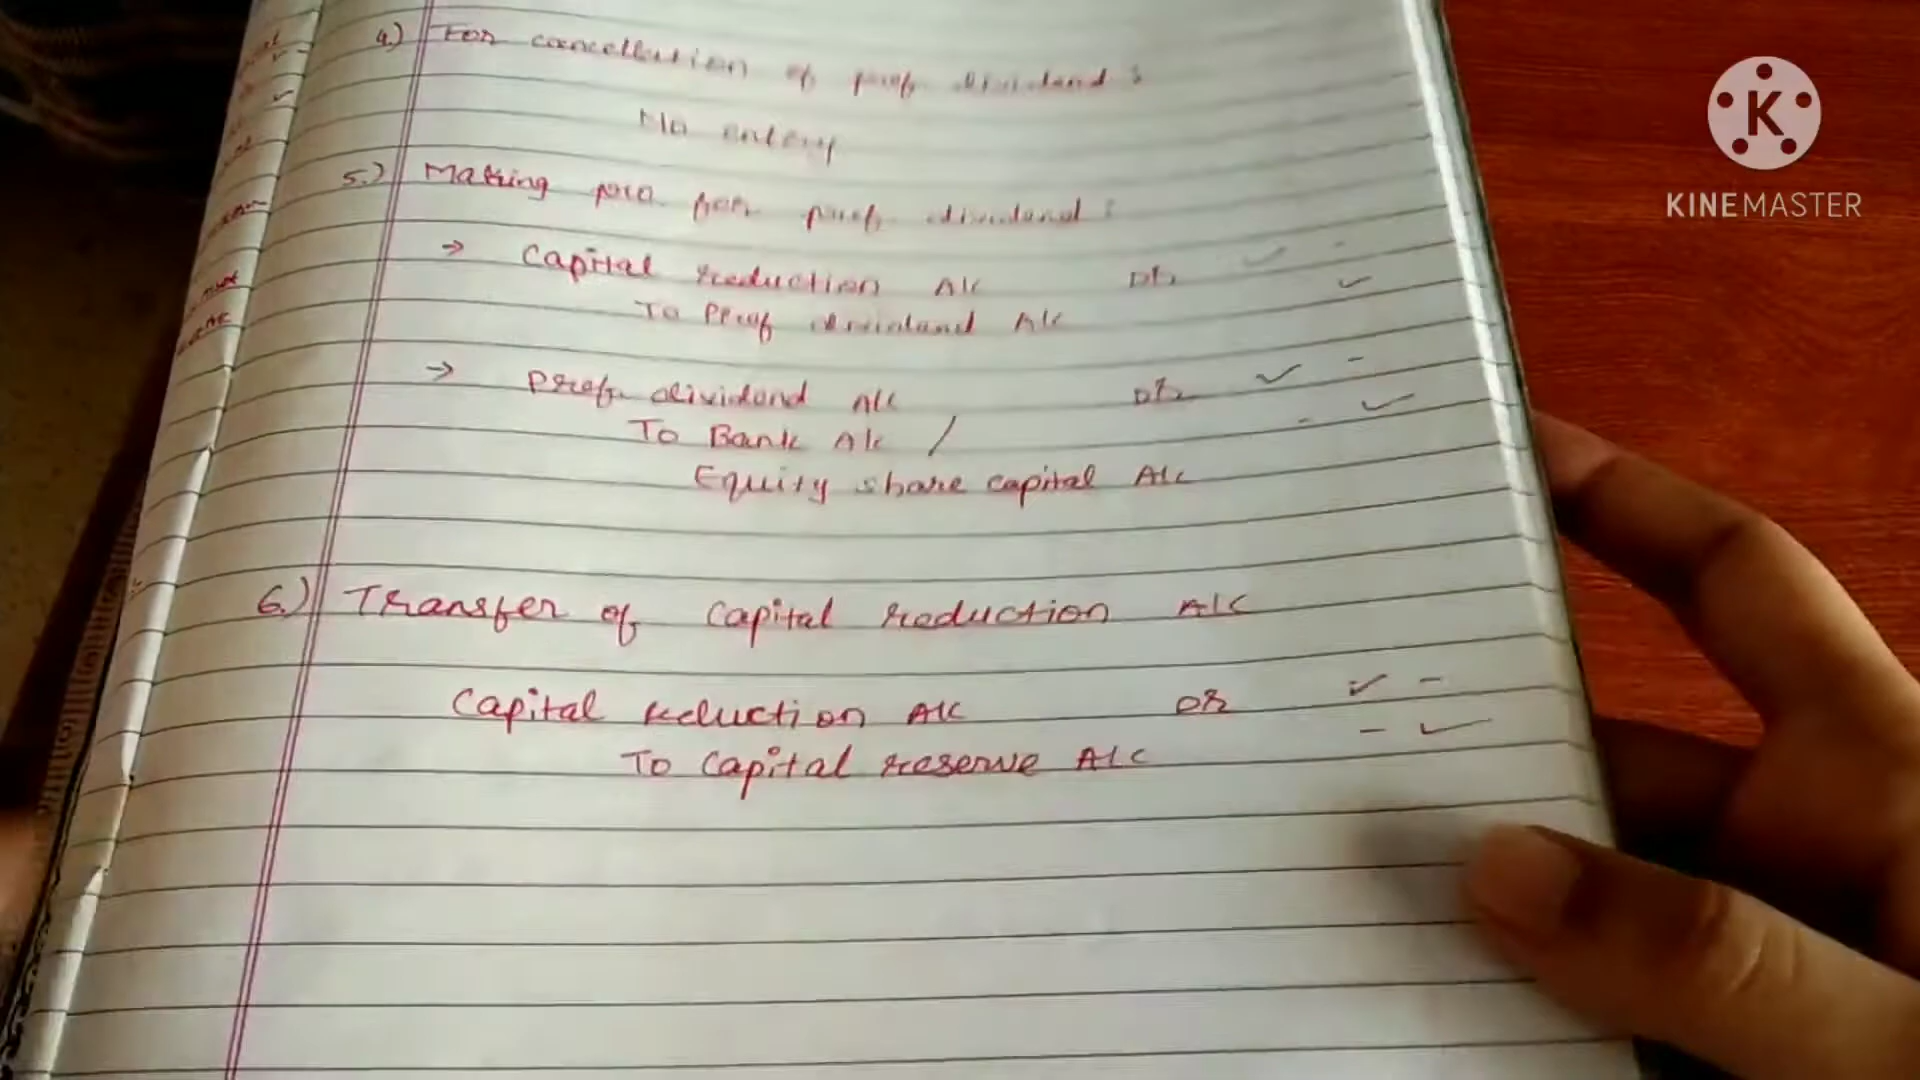 4.) For cancellation of pref. dividend :
No entery
5.) Making pro for pref. dividend :
→ Capital reduction A/c Dr ✓ -
To Pref dividend A/c ✓
→ Pref. dividend A/c Dr ✓ -
To Bank A/c / - ✓
Equity share capital A/c
6.) Transfer of capital reduction A/c
Capital reduction A/c Dr ✓ -
To Capital reserve A/c - ✓
K
KINEMASTER